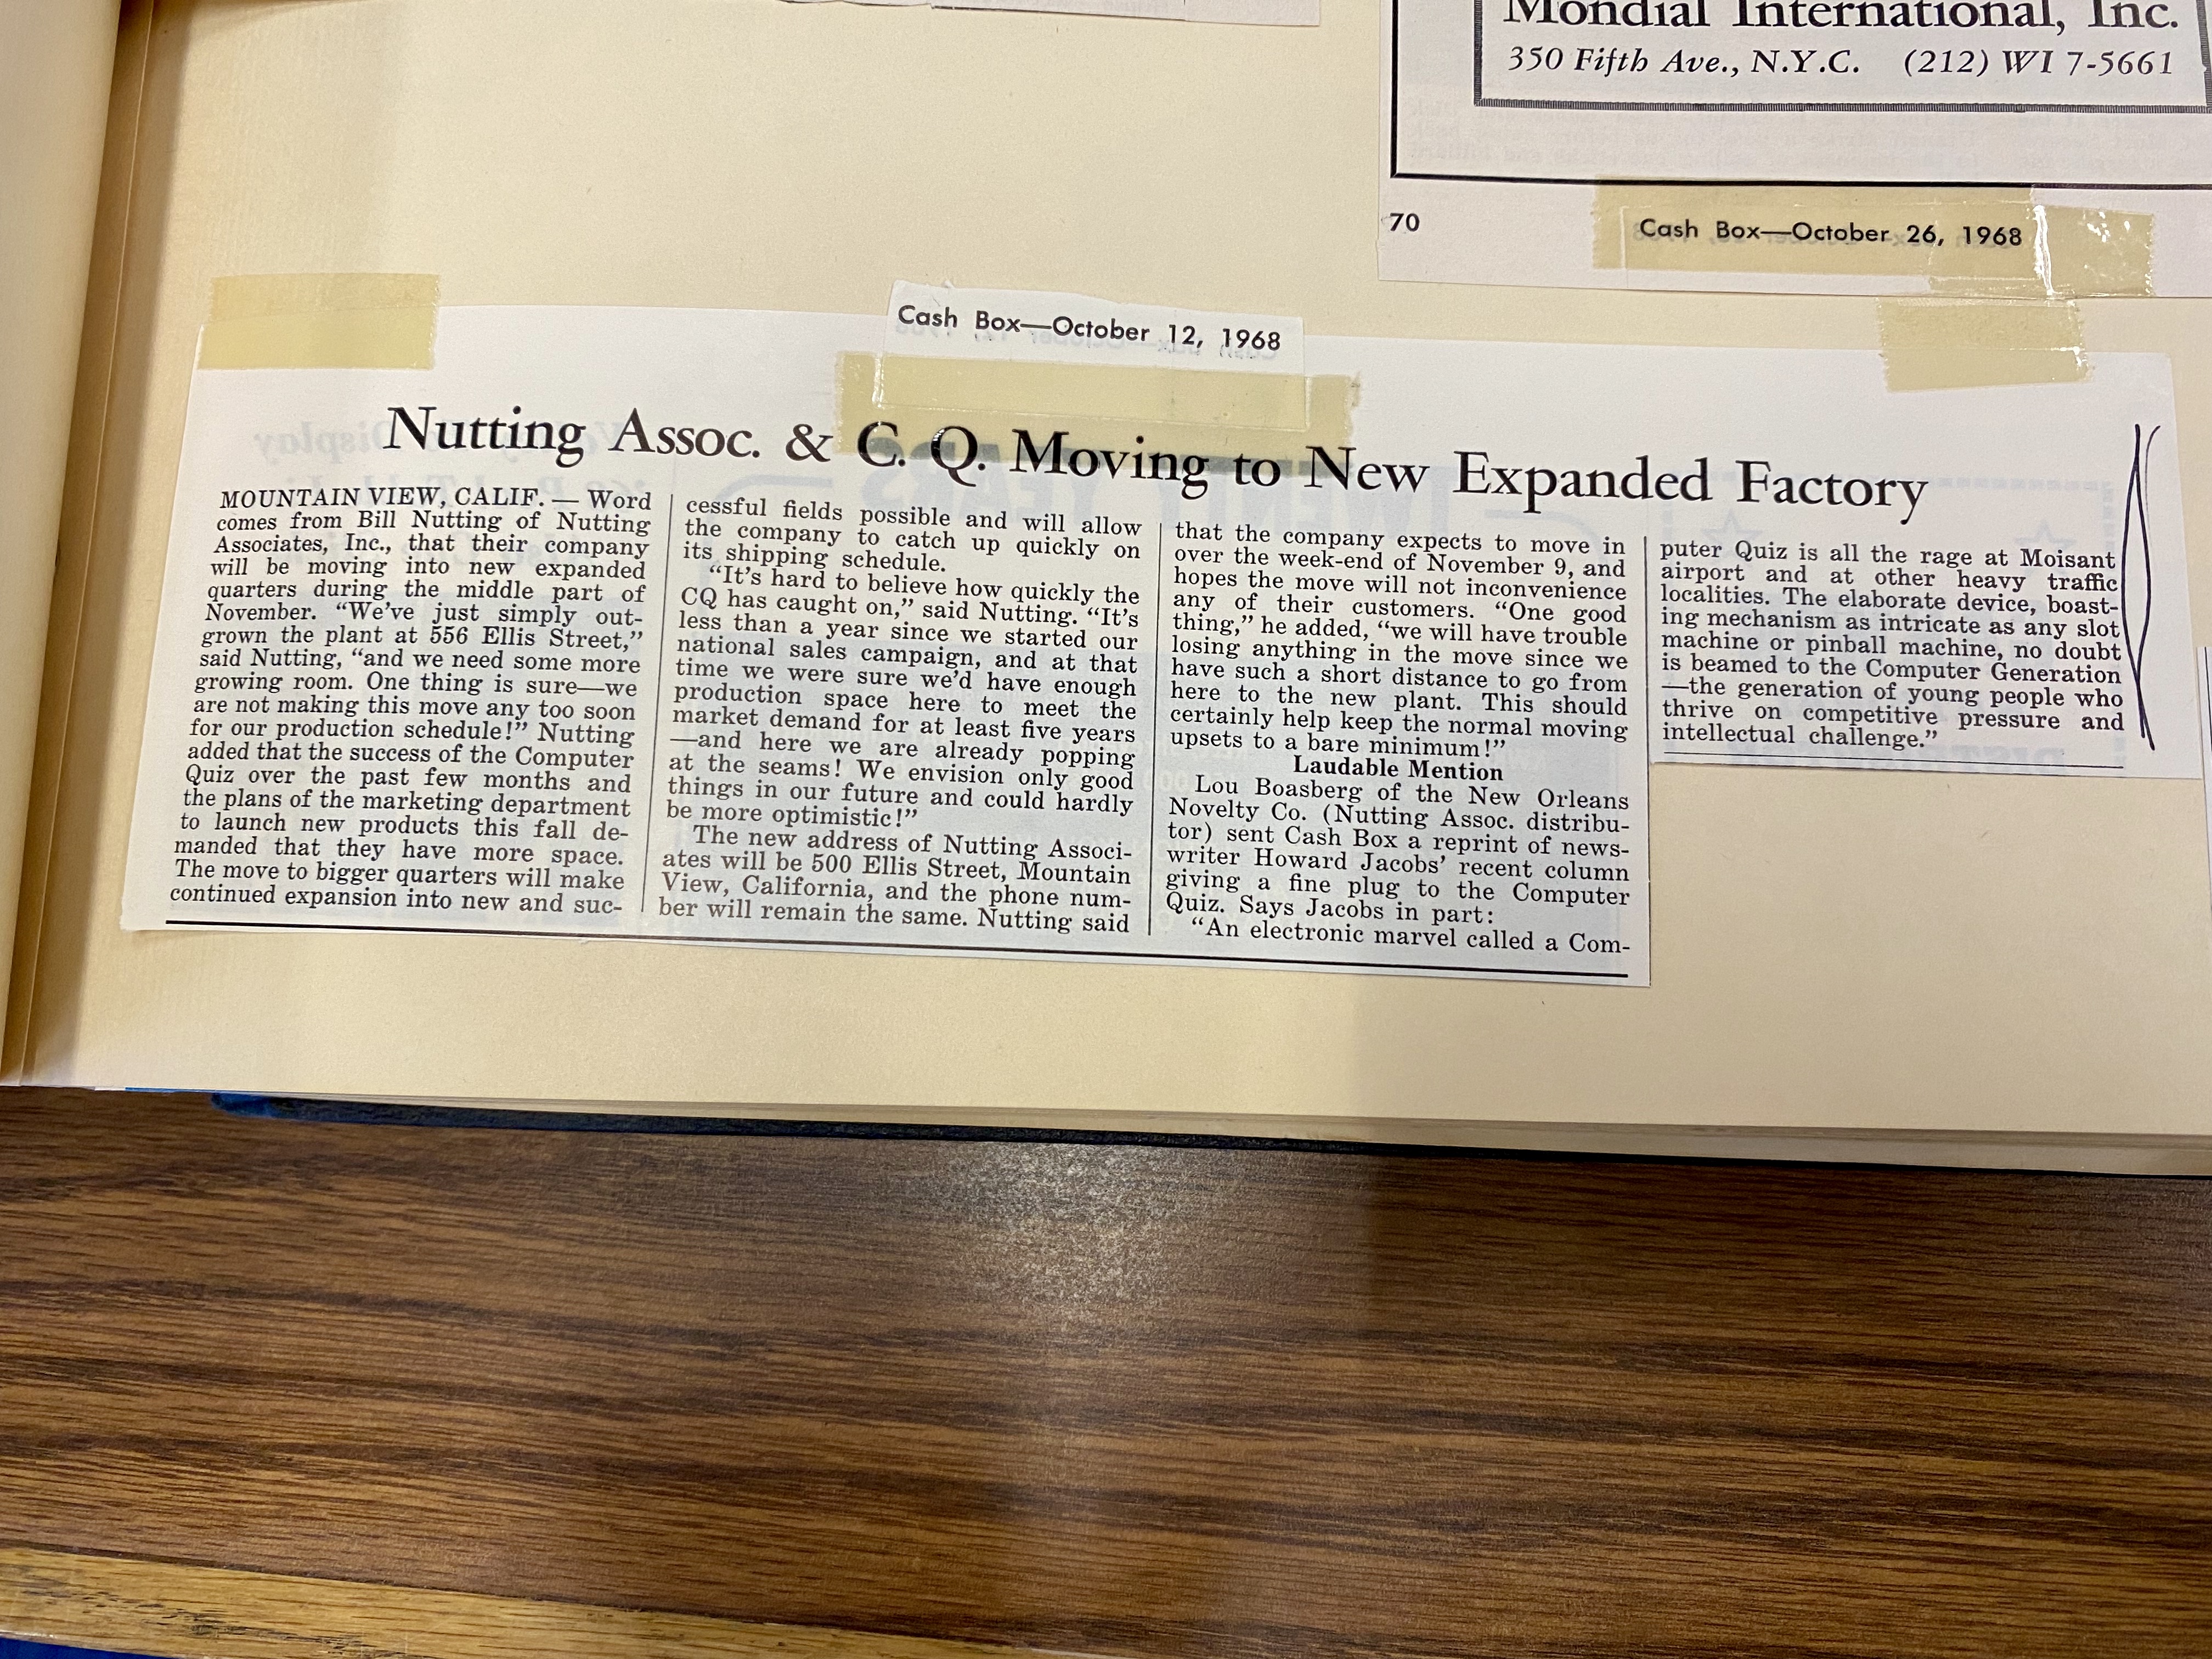 Mondial International, Inc.
350 Fifth Ave., N.Y.C. (212) WI 7-5661
70
Cash Box—October 26, 1968
Cash Box—October 12, 1968
Nutting Assoc. & C. Q. Moving to New Expanded Factory
MOUNTAIN VIEW, CALIF. — Word
comes from Bill Nutting of Nutting
Associates, Inc., that their company
will be moving into new expanded
quarters during the middle part of
November. “We’ve just simply out-
grown the plant at 556 Ellis Street,”
said Nutting, “and we need some more
growing room. One thing is sure—we
are not making this move any too soon
for our production schedule!” Nutting
added that the success of the Computer
Quiz over the past few months and
the plans of the marketing department
to launch new products this fall de-
manded that they have more space.
The move to bigger quarters will make
continued expansion into new and suc-
cessful fields possible and will allow
the company to catch up quickly on
its shipping schedule.
“It’s hard to believe how quickly the
CQ has caught on,” said Nutting. “It’s
less than a year since we started our
national sales campaign, and at that
time we were sure we’d have enough
production space here to meet the
market demand for at least five years
—and here we are already popping
at the seams! We envision only good
things in our future and could hardly
be more optimistic!”
The new address of Nutting Associ-
ates will be 500 Ellis Street, Mountain
View, California, and the phone num-
ber will remain the same. Nutting said
that the company expects to move in
over the week-end of November 9, and
hopes the move will not inconvenience
any of their customers. “One good
thing,” he added, “we will have trouble
losing anything in the move since we
have such a short distance to go from
here to the new plant. This should
certainly help keep the normal moving
upsets to a bare minimum!”
Laudable Mention
Lou Boasberg of the New Orleans
Novelty Co. (Nutting Assoc. distribu-
tor) sent Cash Box a reprint of news-
writer Howard Jacobs’ recent column
giving a fine plug to the Computer
Quiz. Says Jacobs in part:
“An electronic marvel called a Com-
puter Quiz is all the rage at Moisant
airport and at other heavy traffic
localities. The elaborate device, boast-
ing mechanism as intricate as any slot
machine or pinball machine, no doubt
is beamed to the Computer Generation
—the generation of young people who
thrive on competitive pressure and
intellectual challenge.”